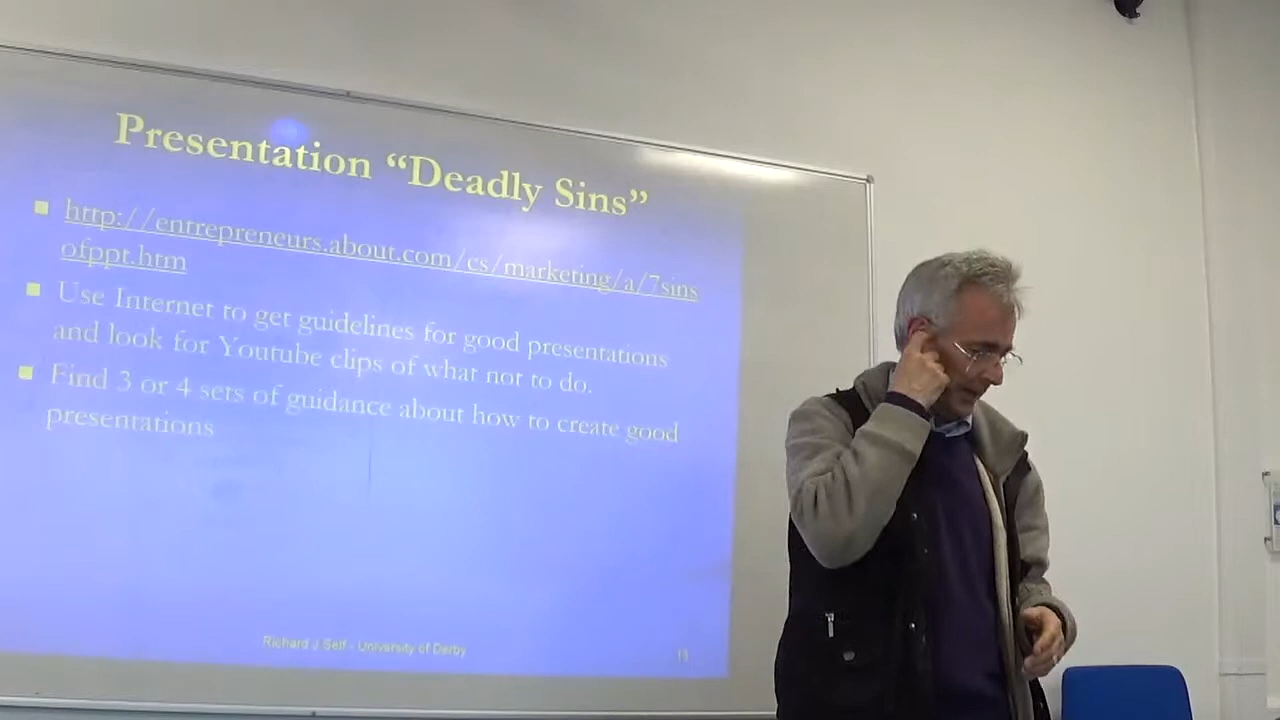 Presentation “Deadly Sins”
http://entrepreneurs.about.com/cs/marketing/a/7sins
ofppt.htm
Use Internet to get guidelines for good presentations
and look for Youtube clips of what not to do.
Find 3 or 4 sets of guidance about how to create good
presentations
Richard J Self - University of Derby